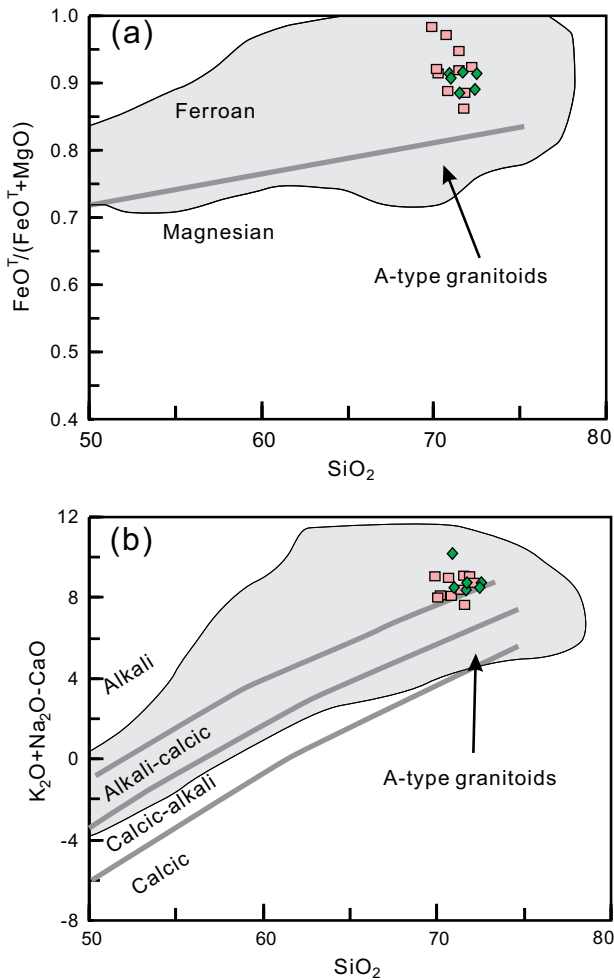 (a)
1.0
0.9
0.8
0.7
0.6
0.5
0.4
FeOᵀ/(FeOᵀ+MgO)
Ferroan
Magnesian
A-type granitoids
50 60 70 80
SiO₂
(b)
12
8
4
0
-4
-8
K₂O+Na₂O-CaO
Alkali
Alkali-calcic
Calcic-alkali
Calcic
A-type granitoids
50 60 70 80
SiO₂